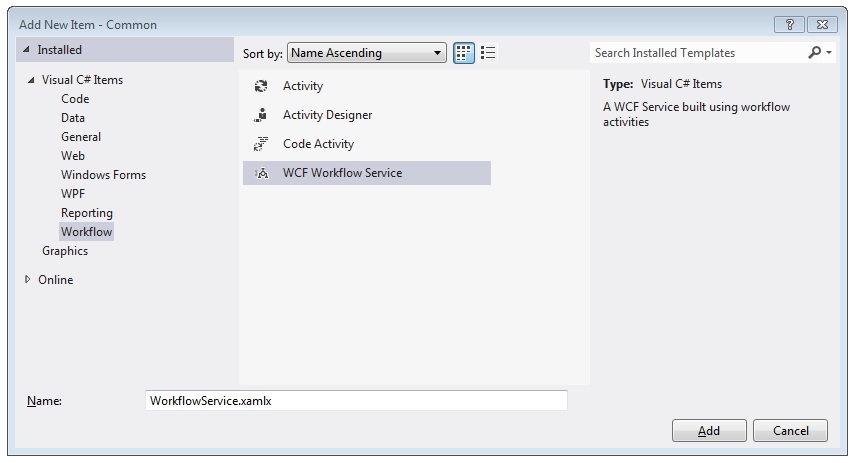 Add New Item - Common
Installed
Sort by: Name Ascending
Search Installed Templates
Visual C# Items
Code
Data
General
Web
Windows Forms
WPF
Reporting
Workflow
Graphics
Online
Activity
Activity Designer
Code Activity
WCF Workflow Service
Type: Visual C# Items
A WCF Service built using workflow
activities
Name: WorkflowService.xamlx
Add Cancel